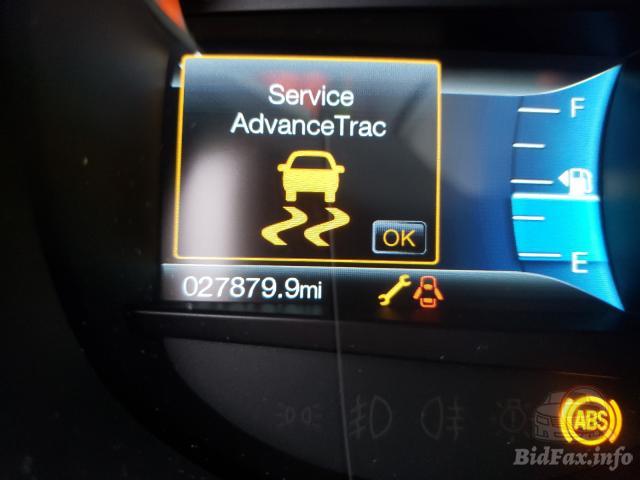 Service
AdvanceTrac
OK
F
E
027879.9mi
ABS
BidFax.info